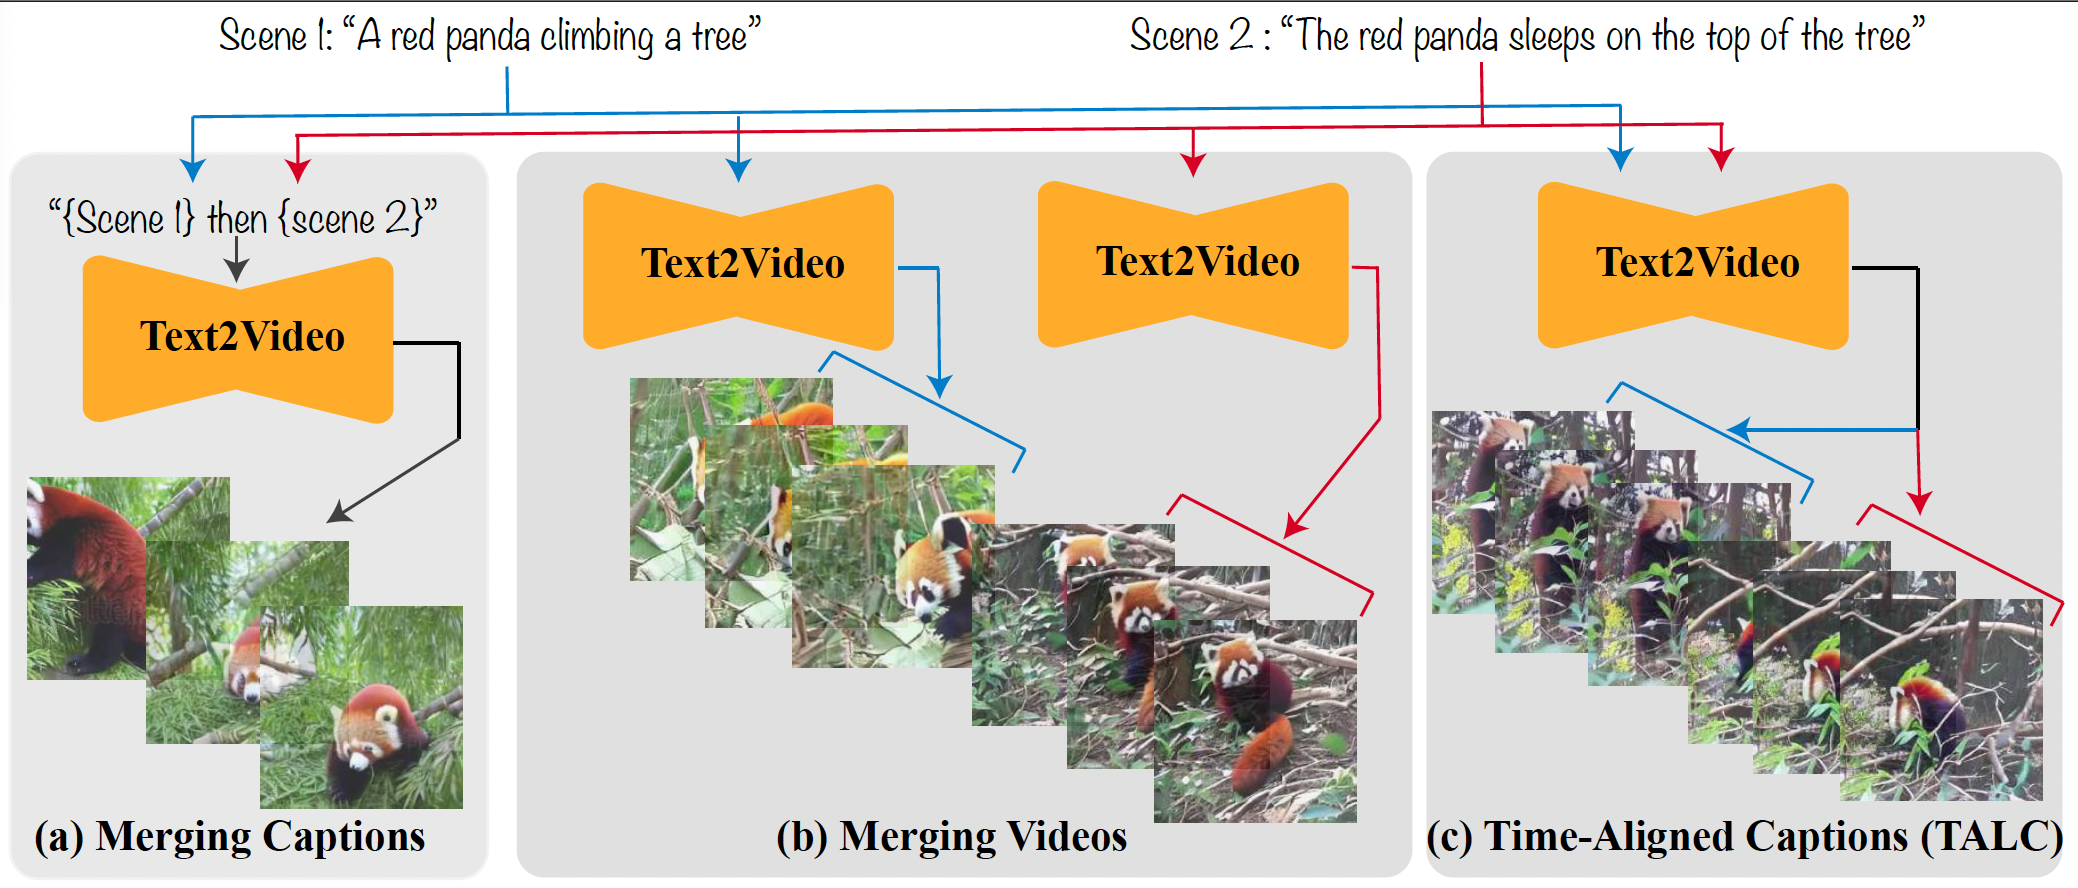 Scene 1: “A red panda climbing a tree”
Scene 2 : “The red panda sleeps on the top of the tree”
“{Scene 1} then {scene 2}”
Text2Video
Text2Video
Text2Video
Text2Video
(a) Merging Captions
(b) Merging Videos
(c) Time-Aligned Captions (TALC)